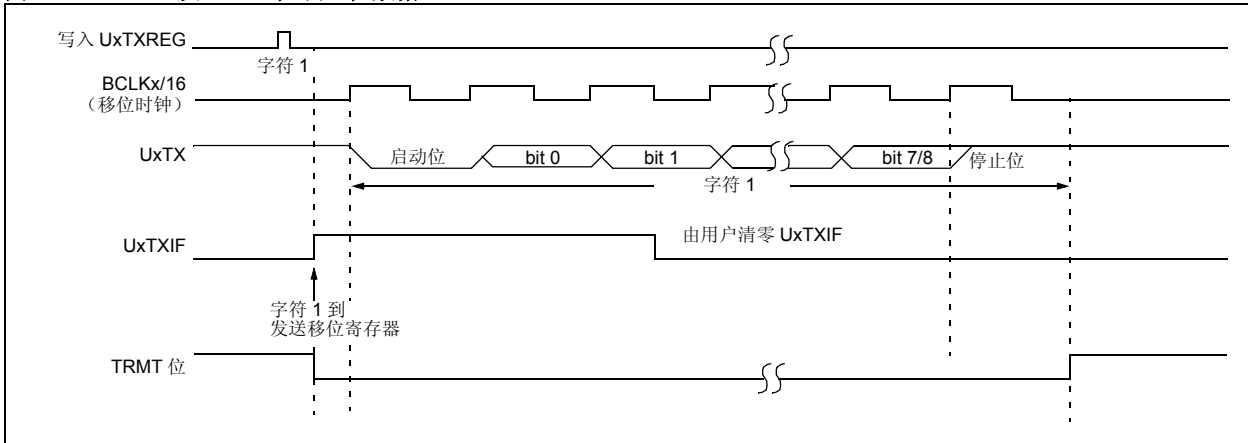 写入 UxTXREG
字符 1
BCLKx/16
（移位时钟）
UxTX
启动位
bit 0
bit 1
bit 7/8
停止位
字符 1
UxTXIF
由用户清零 UxTXIF
字符 1 到
发送移位寄存器
TRMT 位